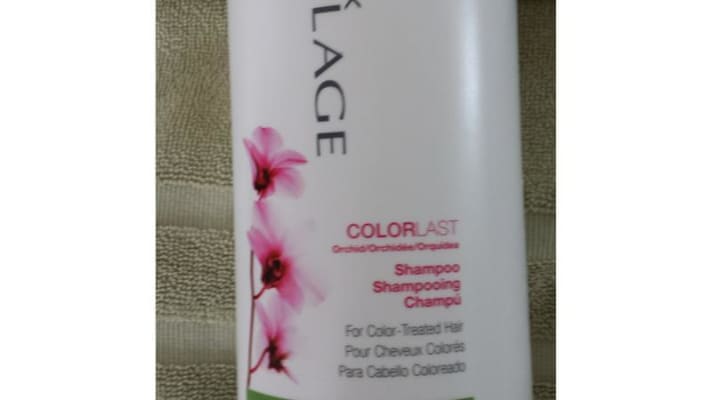 LAGE
COLORLAST
Orchid/Orchidée/Orquídea
Shampoo
Shampooing
Champú
For Color-Treated Hair
Pour Cheveux Colorés
Para Cabello Coloreado